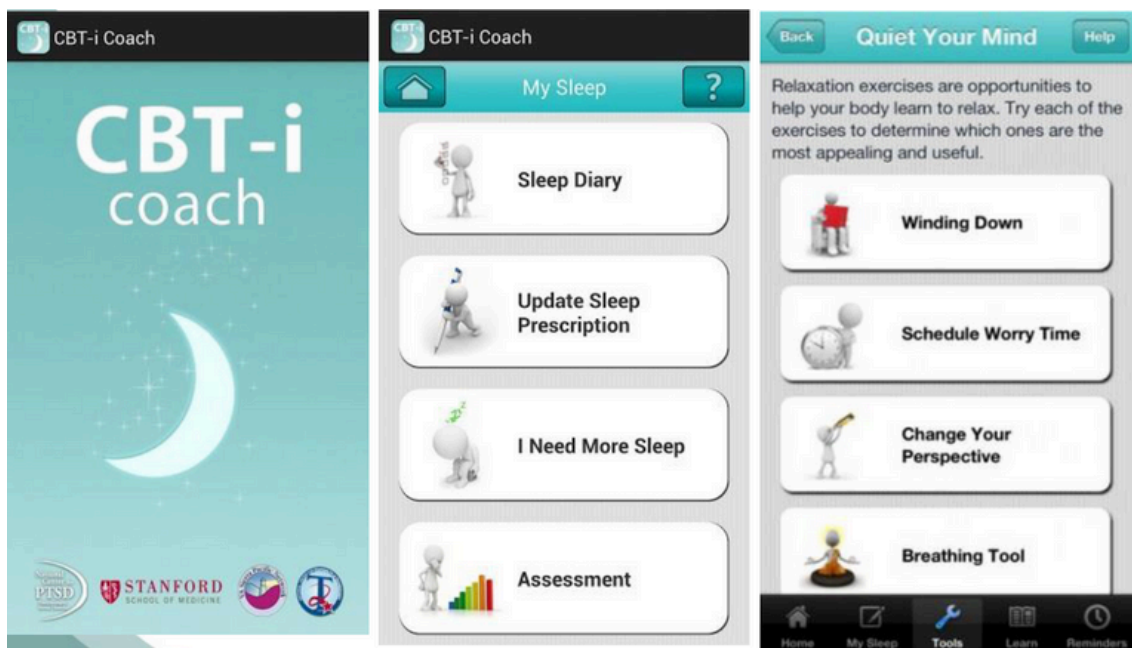 CBT-i Coach
CBT-i
coach
PTSD
STANFORD
SCHOOL OF MEDICINE
CBT-i Coach
My Sleep
?
Sleep Diary
Update Sleep
Prescription
I Need More Sleep
Assessment
Back
Quiet Your Mind
Help
Relaxation exercises are opportunities to
help your body learn to relax. Try each of the
exercises to determine which ones are the
most appealing and useful.
Winding Down
Schedule Worry Time
Change Your
Perspective
Breathing Tool
Home
My Sleep
Tools
Learn
Reminders